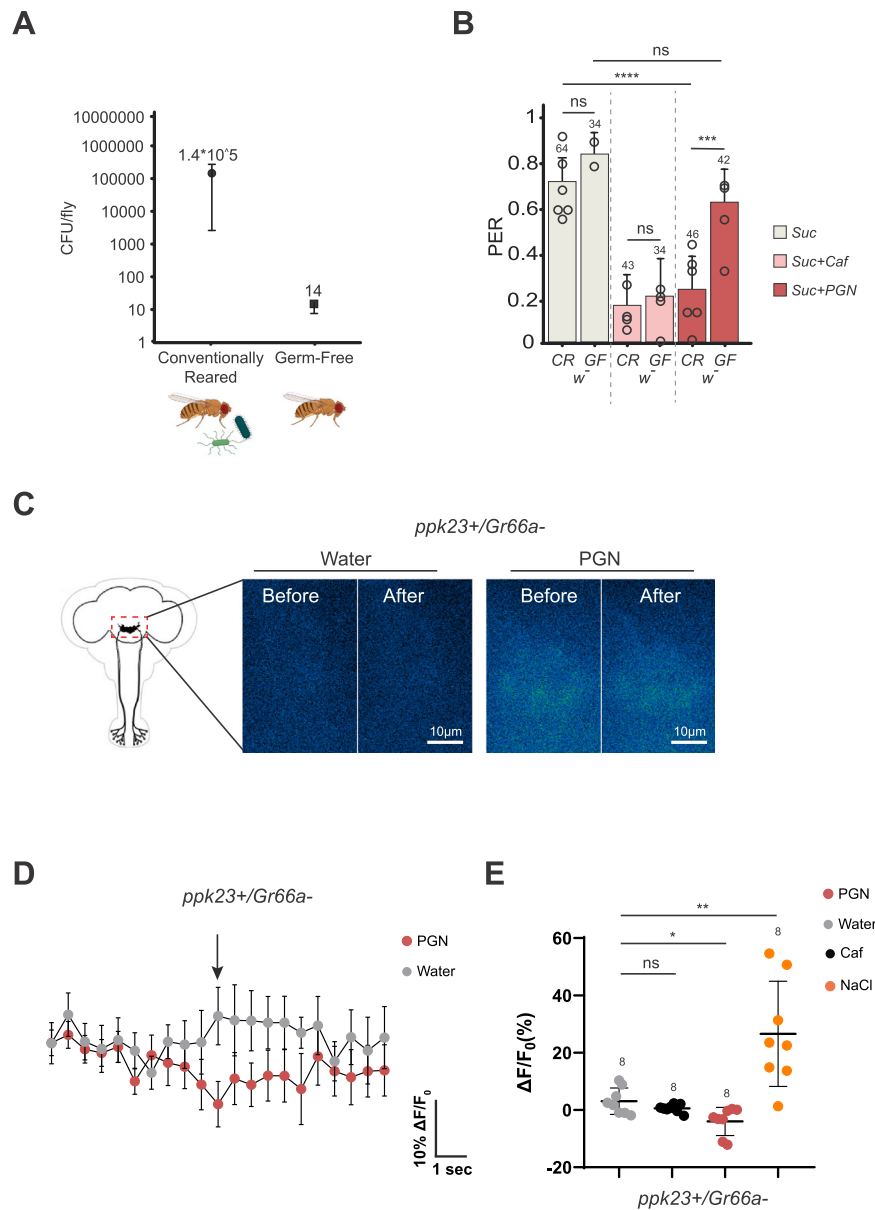 A
10000000
1000000
100000
10000
1000
100
10
1
CFU/fly
1.4*10^5
14
Conventionally
Reared
Germ-Free
B
ns
****
ns
***
ns
1
0.8
0.6
0.4
0.2
0
PER
64
34
43
34
46
42
Suc
Suc+Caf
Suc+PGN
CR GF CR GF CR GF
w- w- w-
C
ppk23+/Gr66a-
Water PGN
Before After Before After
10µm 10µm
D
ppk23+/Gr66a-
PGN
Water
10% ΔF/F0
1 sec
E
PGN
Water
Caf
NaCl
**
*
ns
8
8
8
8
60
40
20
0
-20
ΔF/F0(%)
ppk23+/Gr66a-